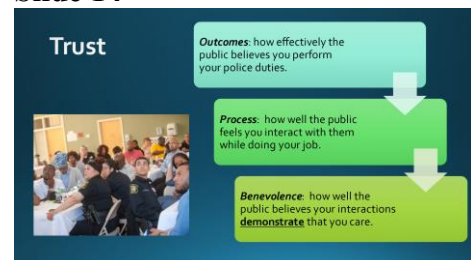 Trust
Outcomes: how effectively the
public believes you perform
your police duties.
Process: how well the public
feels you interact with them
while doing your job.
Benevolence: how well the
public believes your interactions
demonstrate that you care.